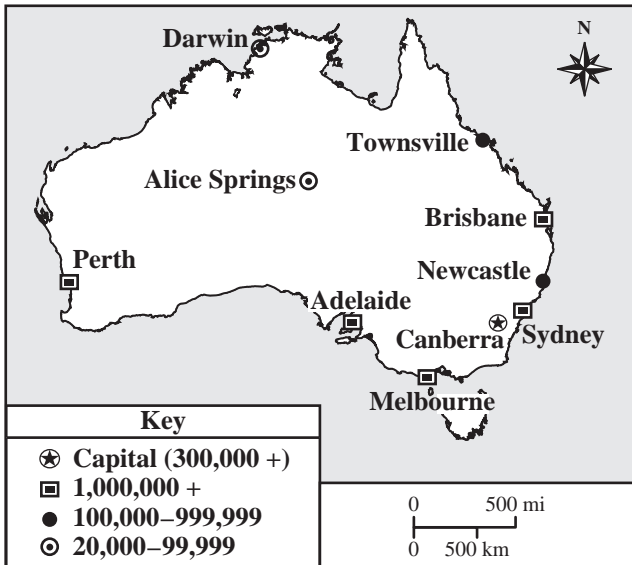 Darwin
N
Townsville
Alice Springs
Brisbane
Perth
Newcastle
Adelaide
Canberra
Sydney
Melbourne
Key
Capital (300,000 +)
1,000,000 +
100,000–999,999
20,000–99,999
0 500 mi
0 500 km